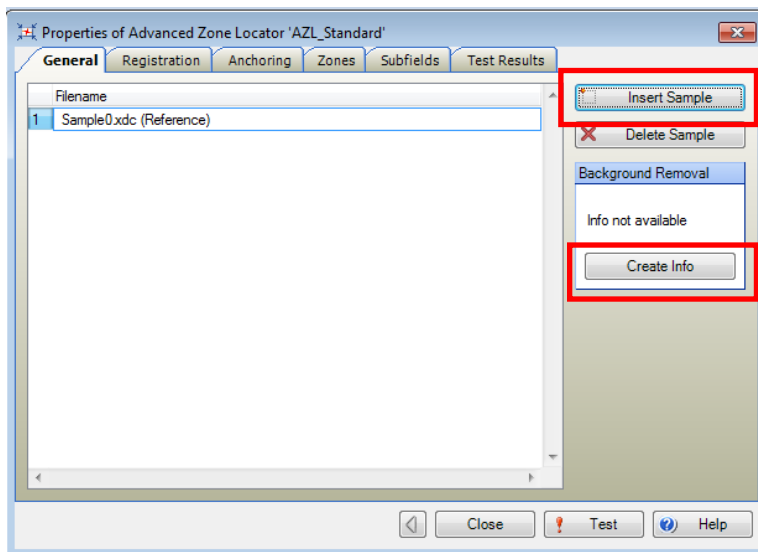 Properties of Advanced Zone Locator 'AZL_Standard'
General Registration Anchoring Zones Subfields Test Results
Filename
1 Sample0.xdc (Reference)
Insert Sample
Delete Sample
Background Removal
Info not available
Create Info
Close Test Help